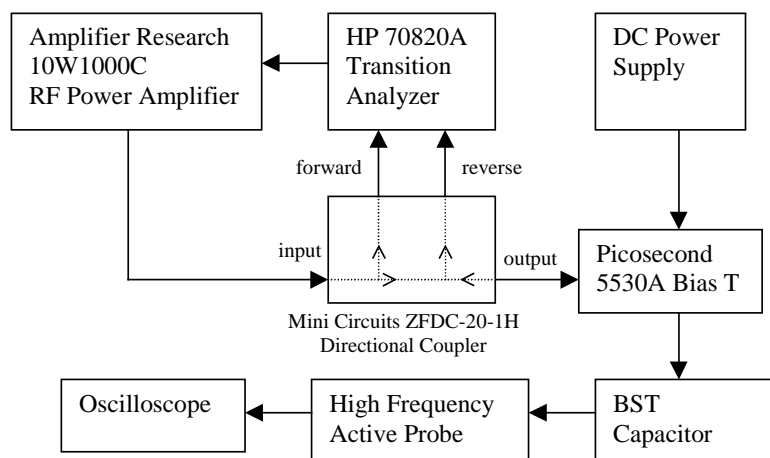 Amplifier Research
10W1000C
RF Power Amplifier
HP 70820A
Transition
Analyzer
DC Power
Supply
forward
reverse
input
output
Picosecond
5530A Bias T
Mini Circuits ZFDC-20-1H
Directional Coupler
Oscilloscope
High Frequency
Active Probe
BST
Capacitor